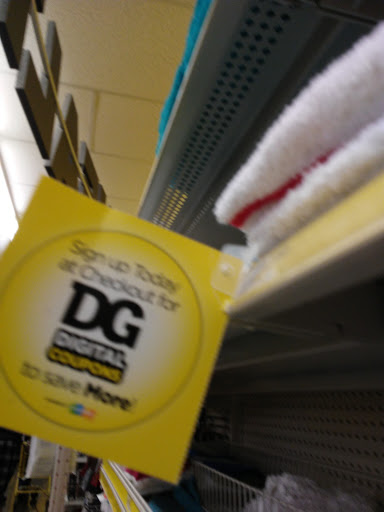 Sign up Today
at Checkout for
DG
DIGITAL
COUPONS
to save More!